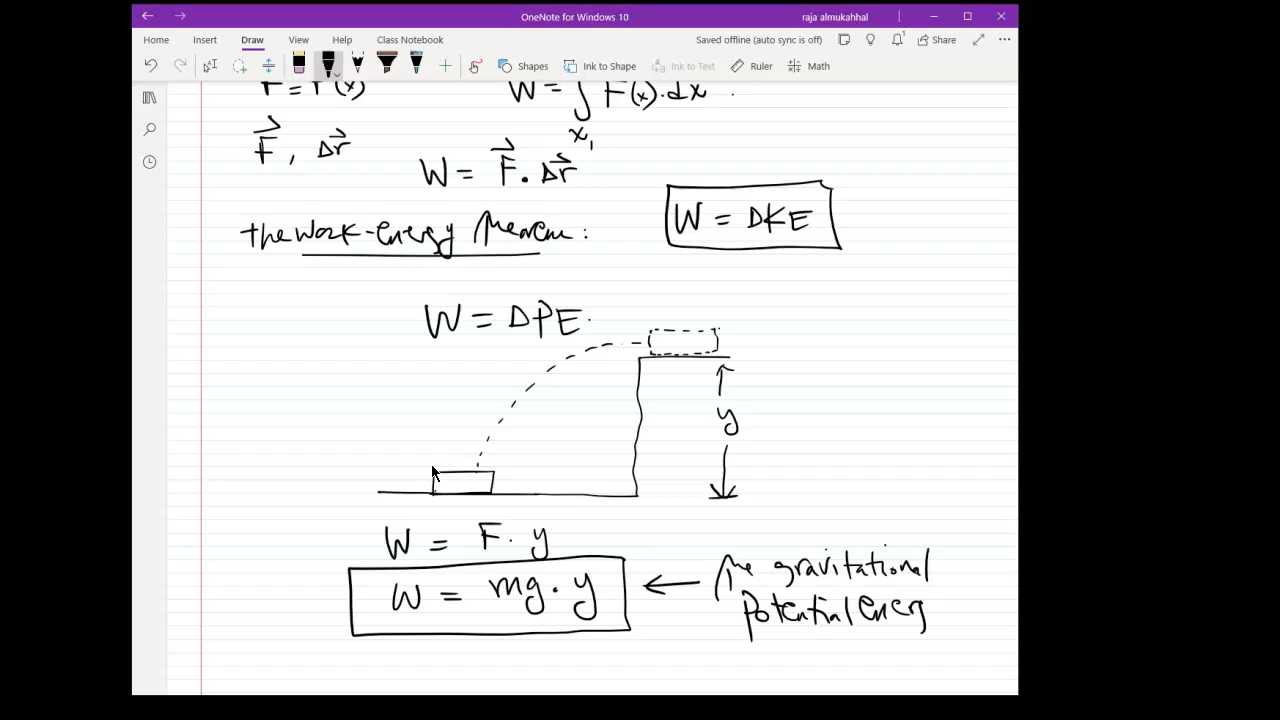 OneNote for Windows 10
raja almukahhal
Home Insert Draw View Help Class Notebook
Saved offline (auto sync is off)
Share
Shapes
Ink to Shape
Ink to Text
Ruler
Math
F = F(x)
W = ∫ F(x)·dx
x₁
F⃗ , Δr⃗
W = F⃗ · Δr⃗
the work-energy theorem :
W = ΔKE
W = ΔPE
y
W = F · y
W = mg · y
← The gravitational
potential energ